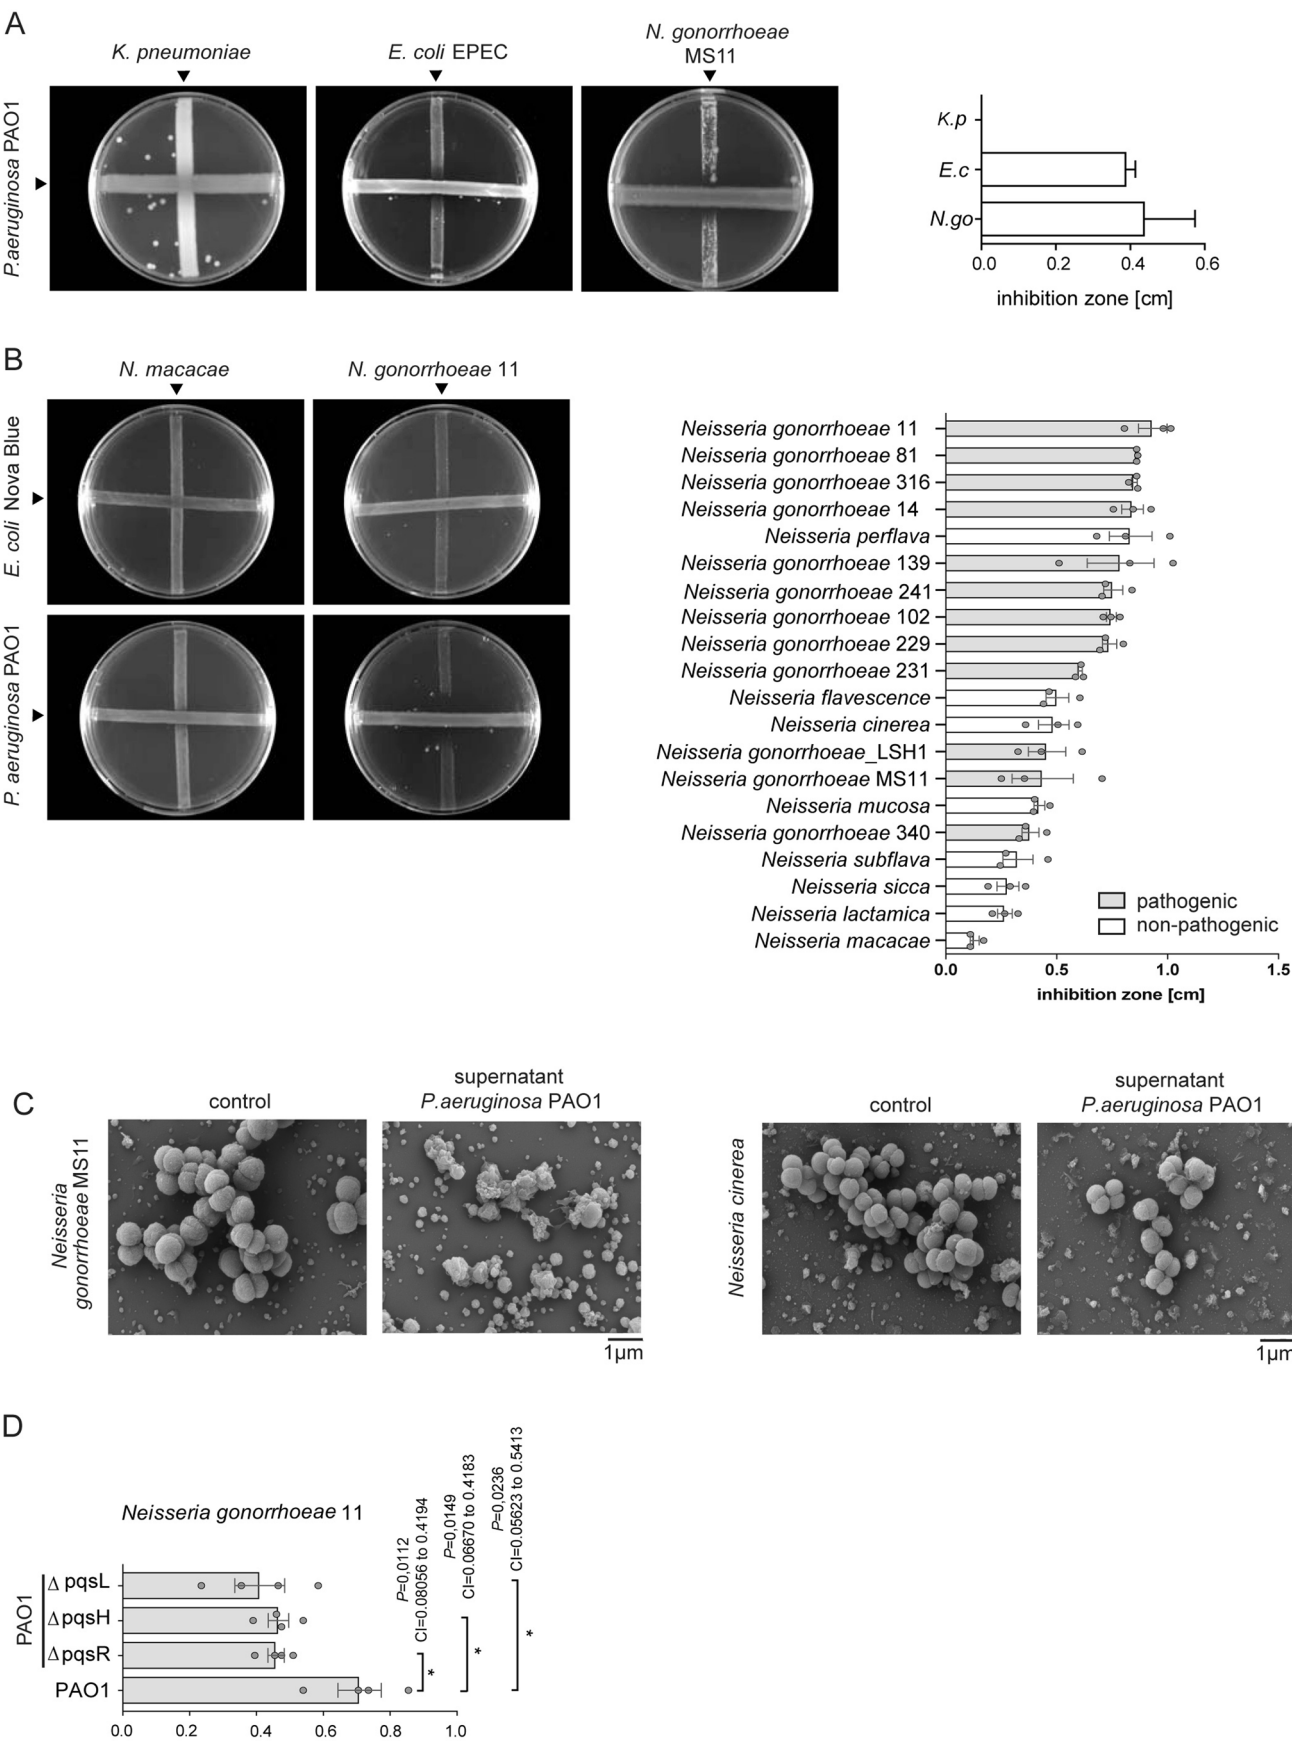 A
K. pneumoniae
E. coli EPEC
N. gonorrhoeae
MS11
P.aeruginosa PAO1
K.p
E.c
N.go
0.0 0.2 0.4 0.6
inhibition zone [cm]
B
N. macacae
N. gonorrhoeae 11
E. coli Nova Blue
P. aeruginosa PAO1
Neisseria gonorrhoeae 11
Neisseria gonorrhoeae 81
Neisseria gonorrhoeae 316
Neisseria gonorrhoeae 14
Neisseria perflava
Neisseria gonorrhoeae 139
Neisseria gonorrhoeae 241
Neisseria gonorrhoeae 102
Neisseria gonorrhoeae 229
Neisseria gonorrhoeae 231
Neisseria flavescence
Neisseria cinerea
Neisseria gonorrhoeae_LSH1
Neisseria gonorrhoeae MS11
Neisseria mucosa
Neisseria gonorrhoeae 340
Neisseria subflava
Neisseria sicca
Neisseria lactamica
Neisseria macacae
pathogenic
non-pathogenic
0.0 0.5 1.0 1.5
inhibition zone [cm]
C
control
supernatant
P.aeruginosa PAO1
Neisseria
gonorrhoeae MS11
1µm
control
supernatant
P.aeruginosa PAO1
Neisseria cinerea
1µm
D
Neisseria gonorrhoeae 11
PAO1
Δ pqsL
Δ pqsH
Δ pqsR
PAO1
0.0 0.2 0.4 0.6 0.8 1.0
P=0,0112
CI=0.08056 to 0.4194
*
P=0,0149
CI=0.06670 to 0.4183
*
P=0,0236
CI=0.05623 to 0.5413
*